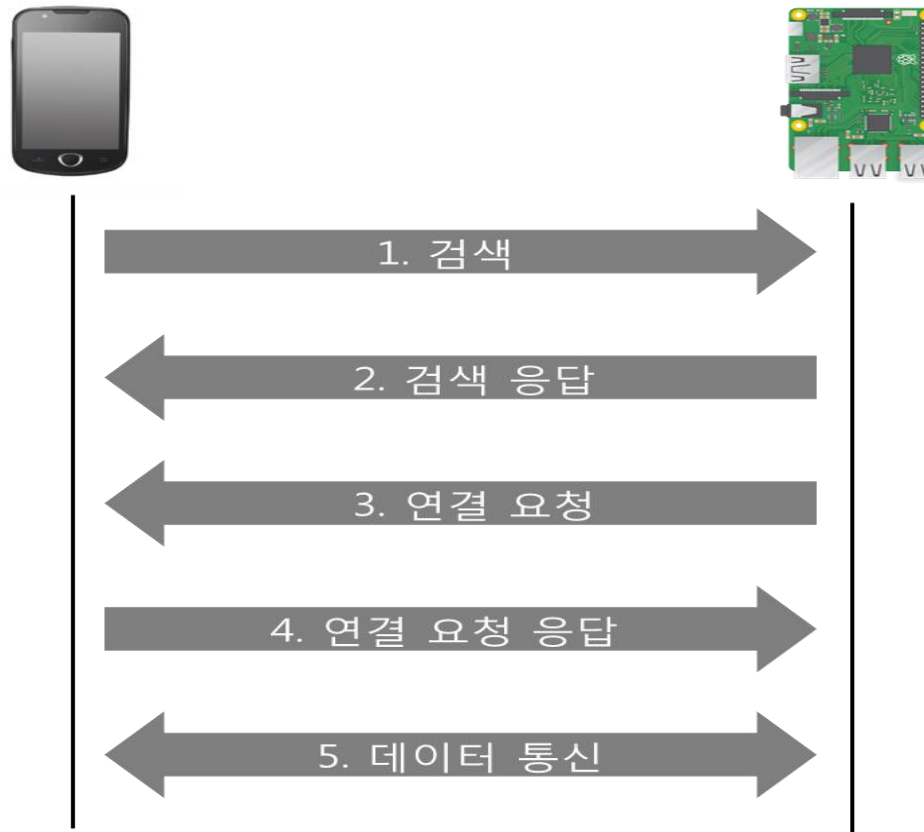 1. 검색
2. 검색 응답
3. 연결 요청
4. 연결 요청 응답
5. 데이터 통신